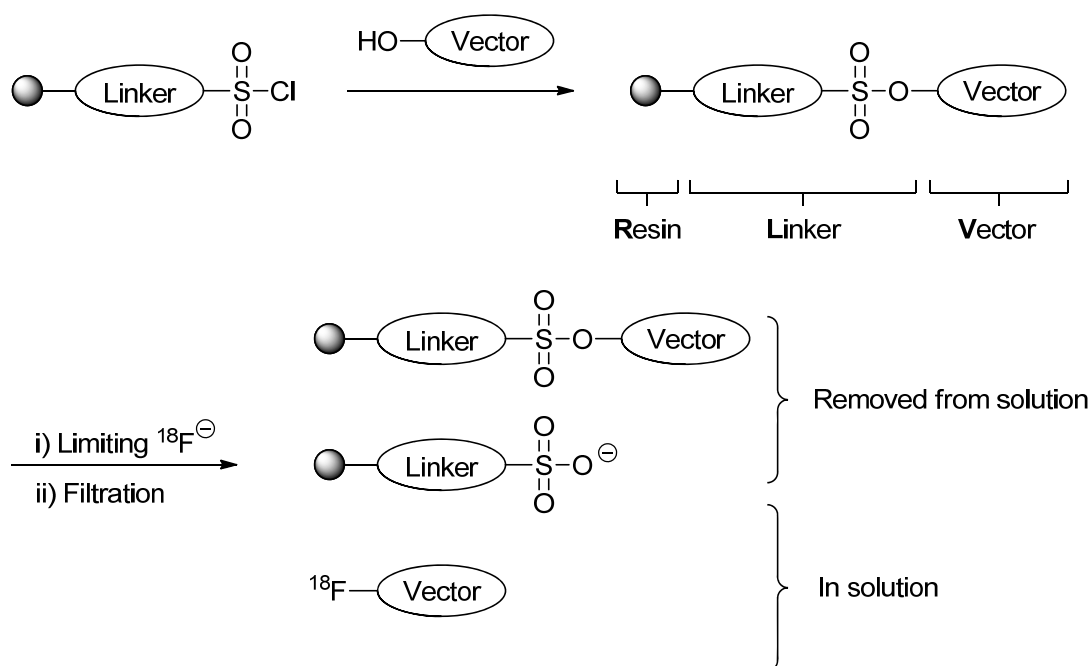 HO Vector
Linker S O O Cl
Linker S O O O Vector
Resin Linker Vector
Linker S O O O Vector
Removed from solution
i) Limiting ¹⁸F⊖
ii) Filtration
Linker S O O O⊖
¹⁸F Vector
In solution